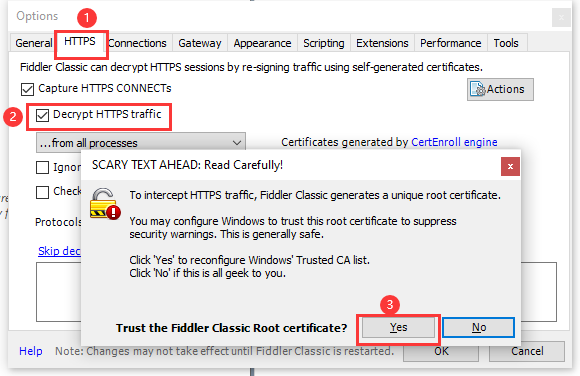 Options
1
General HTTPS Connections Gateway Appearance Scripting Extensions Performance Tools
Fiddler Classic can decrypt HTTPS sessions by re-signing traffic using self-generated certificates.
Capture HTTPS CONNECTs
Actions
2
Decrypt HTTPS traffic
...from all processes
Certificates generated by CertEnroll engine
Ignor
Check
Protocols
Skip dec
SCARY TEXT AHEAD: Read Carefully!
x
To intercept HTTPS traffic, Fiddler Classic generates a unique root certificate.
You may configure Windows to trust this root certificate to suppress
security warnings. This is generally safe.
Click 'Yes' to reconfigure Windows' Trusted CA list.
Click 'No' if this is all geek to you.
3
Trust the Fiddler Classic Root certificate? Yes No
Help Note: Changes may not take effect until Fiddler Classic is restarted. OK Cancel